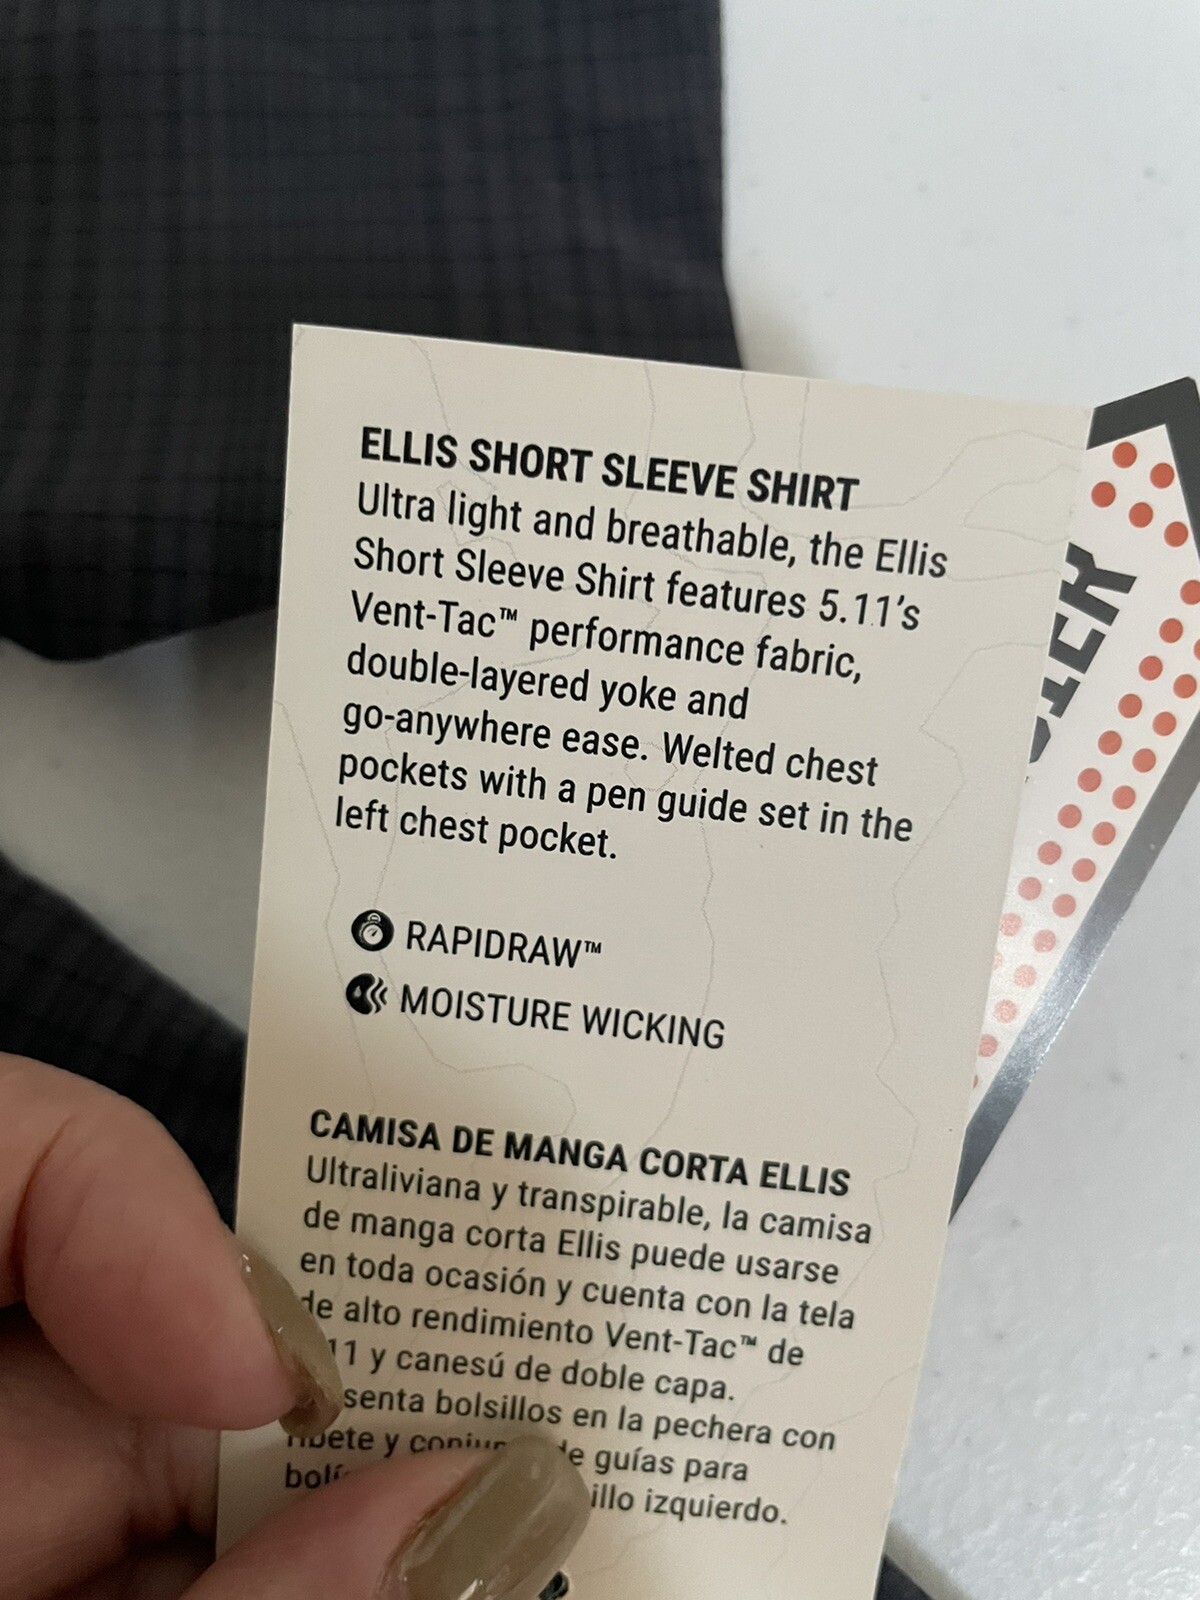 ELLIS SHORT SLEEVE SHIRT
Ultra light and breathable, the Ellis
Short Sleeve Shirt features 5.11's
Vent-Tac™ performance fabric,
double-layered yoke and
go-anywhere ease. Welted chest
pockets with a pen guide set in the
left chest pocket.
RAPIDRAW™
MOISTURE WICKING
CAMISA DE MANGA CORTA ELLIS
Ultraliviana y transpirable, la camisa
de manga corta Ellis puede usarse
en toda ocasión y cuenta con la tela
de alto rendimiento Vent-Tac™ de
11 y canesú de doble capa.
senta bolsillos en la pechera con
y de guías para
izquierdo.